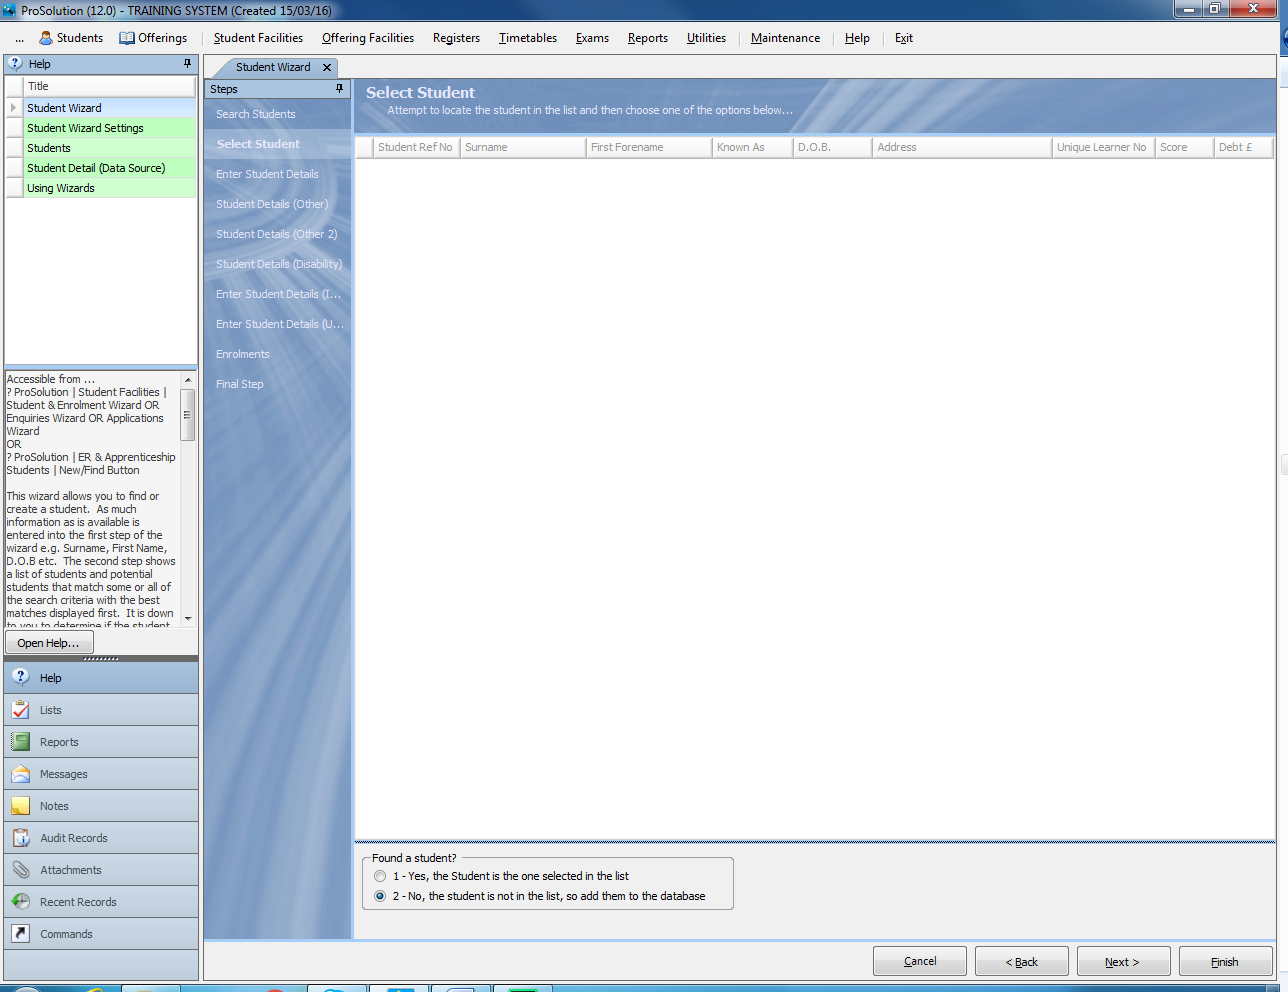 ProSolution (12.0) - TRAINING SYSTEM (Created 15/03/16)
... Students Offerings Student Facilities Offering Facilities Registers Timetables Exams Reports Utilities Maintenance Help Exit
Help
Title
Student Wizard
Student Wizard Settings
Students
Student Detail (Data Source)
Using Wizards
Accessible from ...
? ProSolution | Student Facilities |
Student & Enrolment Wizard OR
Enquiries Wizard OR Applications
Wizard
OR
? ProSolution | ER & Apprenticeship
Students | New/Find Button
This wizard allows you to find or
create a student. As much
information as is available is
entered into the first step of the
wizard e.g. Surname, First Name,
D.O.B etc. The second step shows
a list of students and potential
students that match some or all of
the search criteria with the best
matches displayed first. It is down
to you to determine if the student
Open Help...
Help
Lists
Reports
Messages
Notes
Audit Records
Attachments
Recent Records
Commands
Student Wizard
Steps
Search Students
Select Student
Enter Student Details
Student Details (Other)
Student Details (Other 2)
Student Details (Disability)
Enter Student Details (I...
Enter Student Details (U...
Enrolments
Final Step
Select Student
Attempt to locate the student in the list and then choose one of the options below...
Student Ref No Surname First Forename Known As D.O.B. Address Unique Learner No Score Debt £
Found a student?
1 - Yes, the Student is the one selected in the list
2 - No, the student is not in the list, so add them to the database
Cancel < Back Next > Finish